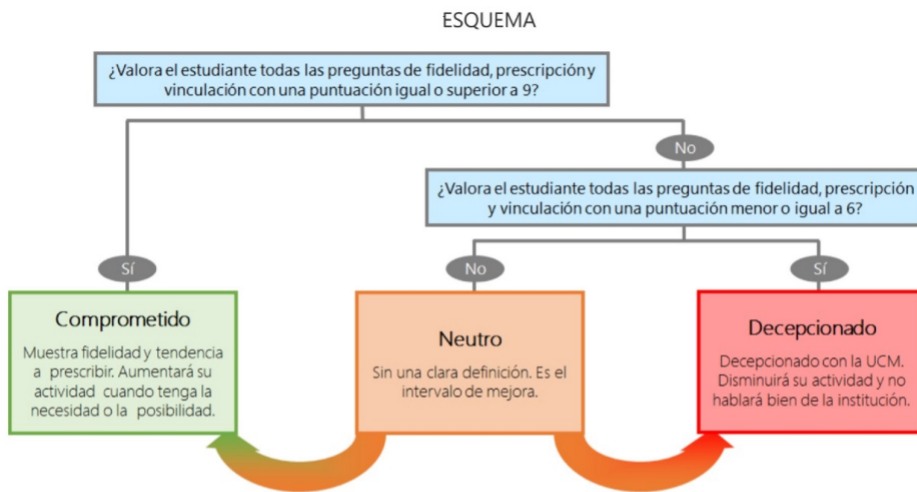 ESQUEMA
¿Valora el estudiante todas las preguntas de fidelidad, prescripción y
vinculación con una puntuación igual o superior a 9?
No
¿Valora el estudiante todas las preguntas de fidelidad, prescripción
y vinculación con una puntuación menor o igual a 6?
Sí
No
Sí
Comprometido
Muestra fidelidad y tendencia
a prescribir. Aumentará su
actividad cuando tenga la
necesidad o la posibilidad.
Neutro
Sin una clara definición. Es el
intervalo de mejora.
Decepcionado
Decepcionado con la UCM.
Disminuirá su actividad y no
hablará bien de la institución.